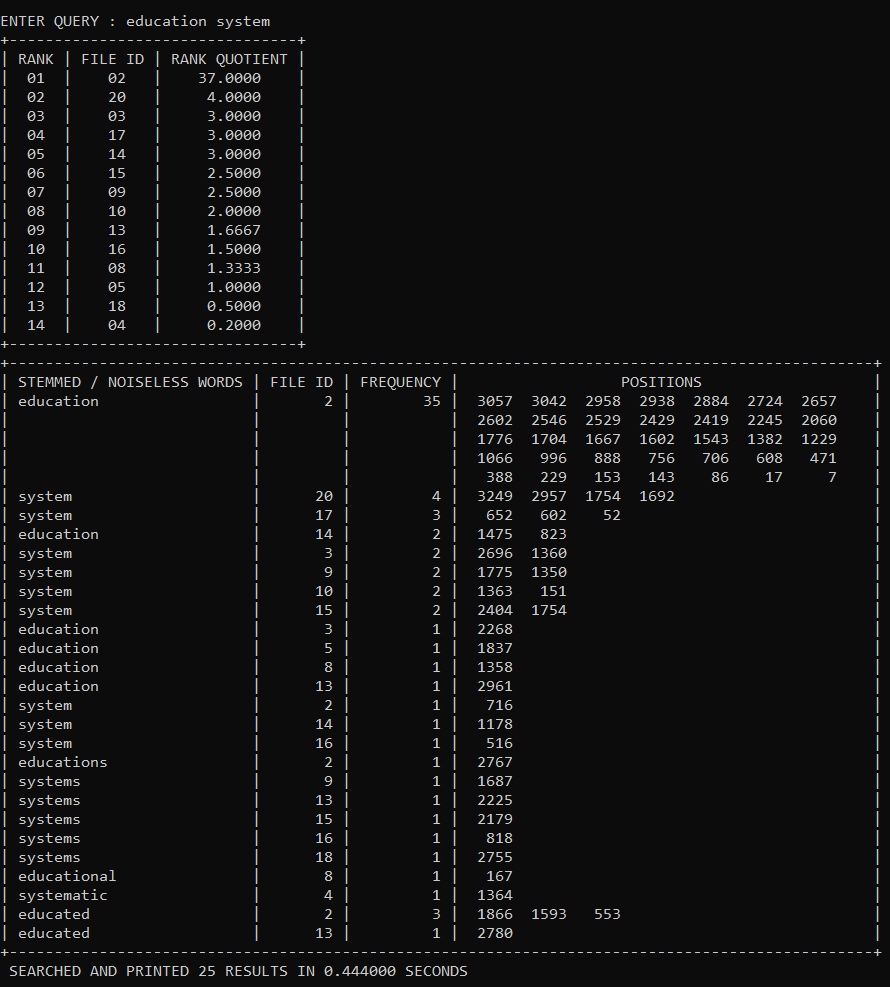 ENTER QUERY : education system
+--------------------------------+
| RANK | FILE ID | RANK QUOTIENT |
|  01  |    02   |    37.0000    |
|  02  |    20   |     4.0000    |
|  03  |    03   |     3.0000    |
|  04  |    17   |     3.0000    |
|  05  |    14   |     3.0000    |
|  06  |    15   |     2.5000    |
|  07  |    09   |     2.5000    |
|  08  |    10   |     2.0000    |
|  09  |    13   |     1.6667    |
|  10  |    16   |     1.5000    |
|  11  |    08   |     1.3333    |
|  12  |    05   |     1.0000    |
|  13  |    18   |     0.5000    |
|  14  |    04   |     0.2000    |
+--------------------------------+
+------------------------------------------------------------------------------------------------+
| STEMMED / NOISELESS WORDS | FILE ID | FREQUENCY |                  POSITIONS                   |
| education                 |       2 |        35 |  3057  3042  2958  2938  2884  2724  2657    |
|                           |         |           |  2602  2546  2529  2429  2419  2245  2060    |
|                           |         |           |  1776  1704  1667  1602  1543  1382  1229    |
|                           |         |           |  1066   996   888   756   706   608   471    |
|                           |         |           |   388   229   153   143    86    17     7    |
| system                    |      20 |         4 |  3249  2957  1754  1692                      |
| system                    |      17 |         3 |   652   602    52                            |
| education                 |      14 |         2 |  1475   823                                  |
| system                    |       3 |         2 |  2696  1360                                  |
| system                    |       9 |         2 |  1775  1350                                  |
| system                    |      10 |         2 |  1363   151                                  |
| system                    |      15 |         2 |  2404  1754                                  |
| education                 |       3 |         1 |  2268                                        |
| education                 |       5 |         1 |  1837                                        |
| education                 |       8 |         1 |  1358                                        |
| education                 |      13 |         1 |  2961                                        |
| system                    |       2 |         1 |   716                                        |
| system                    |      14 |         1 |  1178                                        |
| system                    |      16 |         1 |   516                                        |
| educations                |       2 |         1 |  2767                                        |
| systems                   |       9 |         1 |  1687                                        |
| systems                   |      13 |         1 |  2225                                        |
| systems                   |      15 |         1 |  2179                                        |
| systems                   |      16 |         1 |   818                                        |
| systems                   |      18 |         1 |  2755                                        |
| educational               |       8 |         1 |   167                                        |
| systematic                |       4 |         1 |  1364                                        |
| educated                  |       2 |         3 |  1866  1593   553                            |
| educated                  |      13 |         1 |  2780                                        |
+------------------------------------------------------------------------------------------------+
SEARCHED AND PRINTED 25 RESULTS IN 0.444000 SECONDS